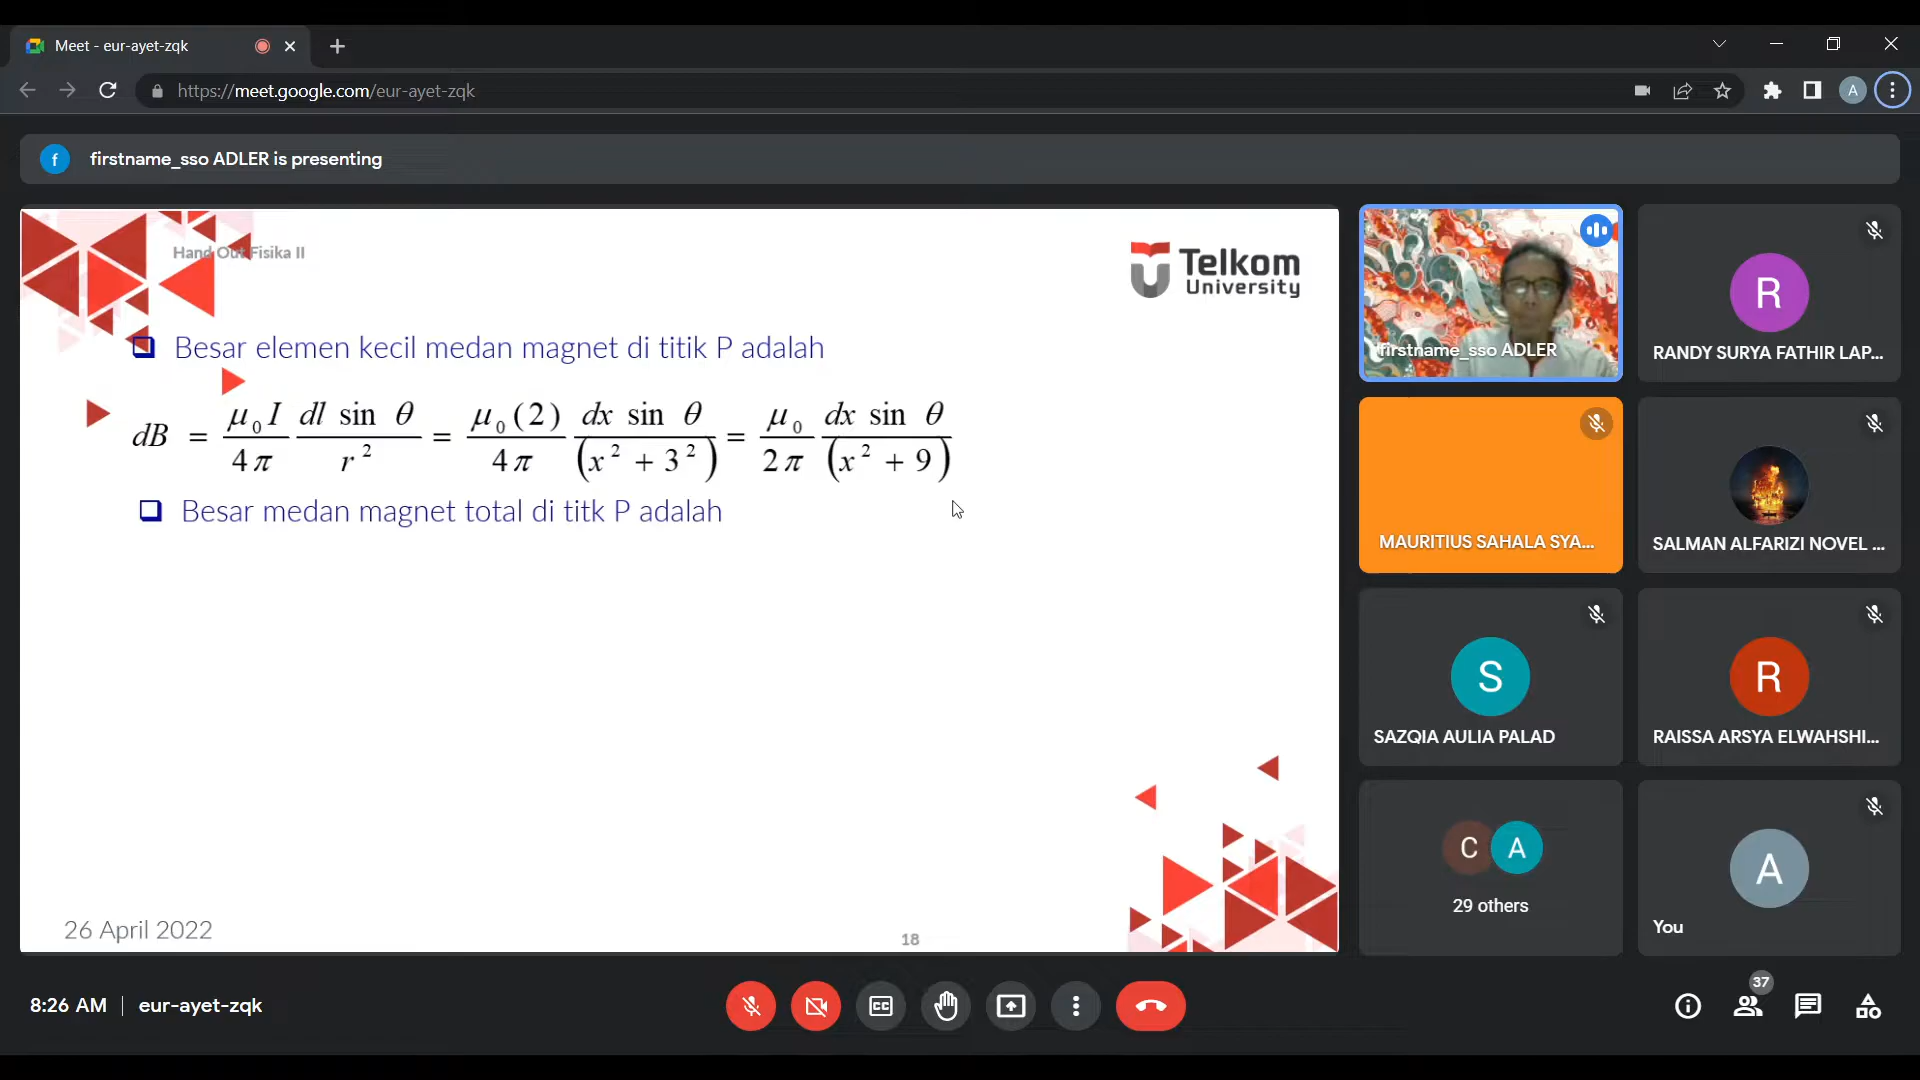 Meet - eur-ayet-zqk
https://meet.google.com/eur-ayet-zqk
A
f
firstname_sso ADLER is presenting
Hand Out Fisika II
Telkom
University
Besar elemen kecil medan magnet di titik P adalah
dB = μ₀I/4π dl sin θ/r² = μ₀(2)/4π dx sin θ/(x² + 3²) = μ₀/2π dx sin θ/(x² + 9)
Besar medan magnet total di titk P adalah
26 April 2022
18
firstname_sso ADLER
R
RANDY SURYA FATHIR LAP...
MAURITIUS SAHALA SYA...
SALMAN ALFARIZI NOVEL ...
S
SAZQIA AULIA PALAD
R
RAISSA ARSYA ELWAHSHI...
C A
29 others
A
You
8:26 AM | eur-ayet-zqk
CC
37